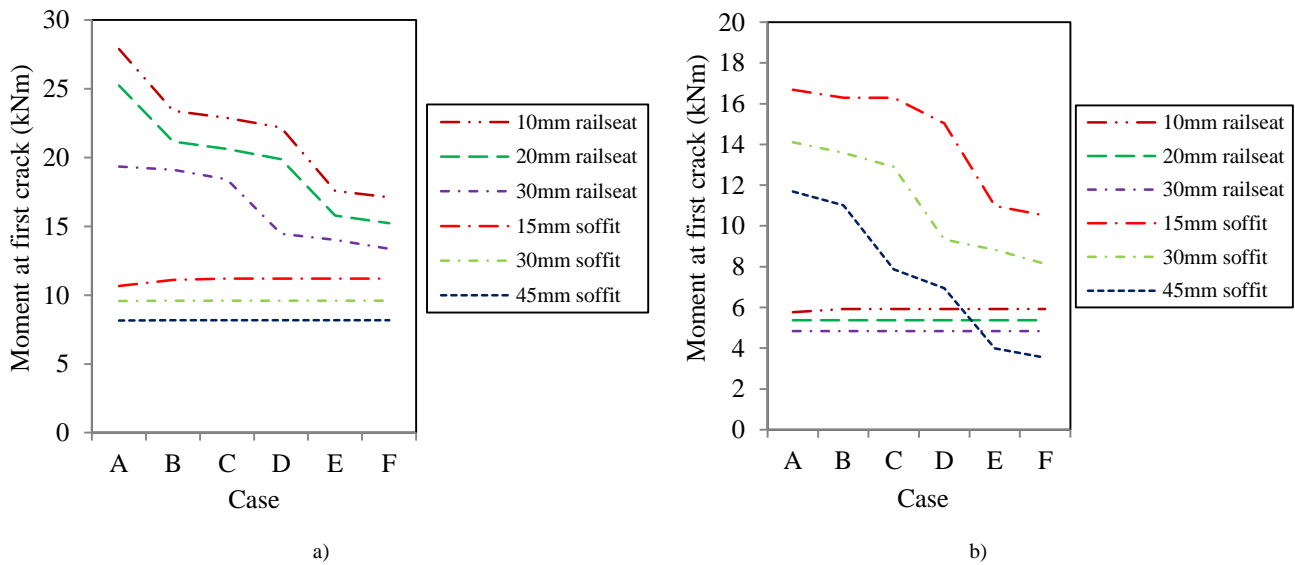 Moment at first crack (kNm)
30
25
20
15
10
5
0
A B C D E F
Case
10mm railseat
20mm railseat
30mm railseat
15mm soffit
30mm soffit
45mm soffit
a)
Moment at first crack (kNm)
20
18
16
14
12
10
8
6
4
2
0
A B C D E F
Case
10mm railseat
20mm railseat
30mm railseat
15mm soffit
30mm soffit
45mm soffit
b)